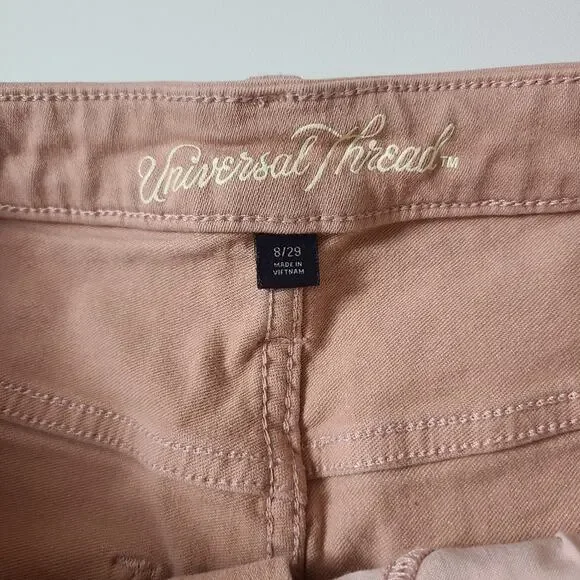 Universal Thread™
8/29
MADE IN
VIETNAM